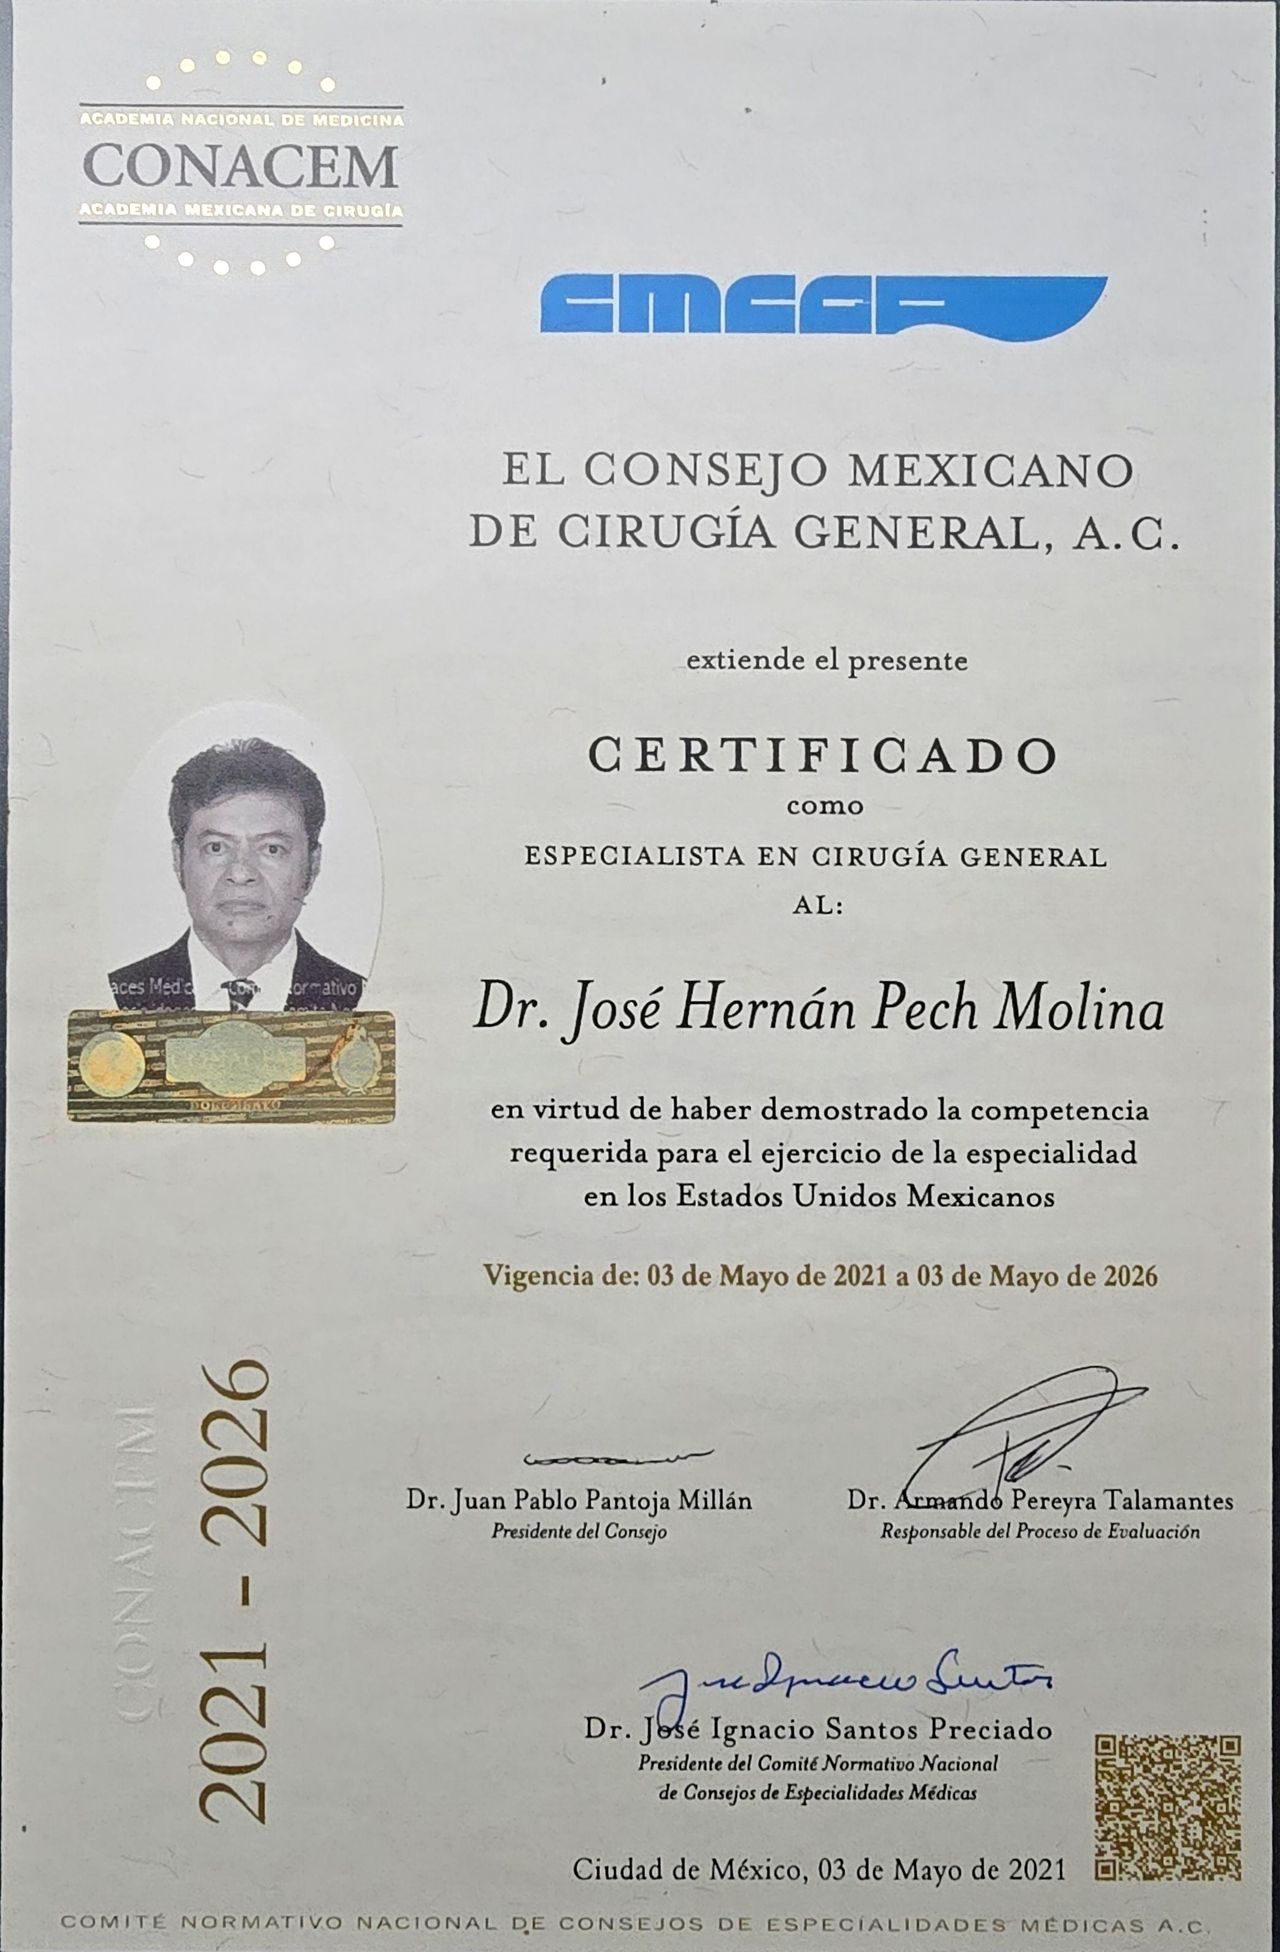 ACADEMIA NACIONAL DE MEDICINA
CONACEM
ACADEMIA MEXICANA DE CIRUGÍA
CMCG
EL CONSEJO MEXICANO
DE CIRUGÍA GENERAL, A.C.
extiende el presente
CERTIFICADO
como
ESPECIALISTA EN CIRUGÍA GENERAL
AL:
Dr. José Hernán Pech Molina
en virtud de haber demostrado la competencia
requerida para el ejercicio de la especialidad
en los Estados Unidos Mexicanos
Vigencia de: 03 de Mayo de 2021 a 03 de Mayo de 2026
CONACEM
2021 - 2026
Dr. Juan Pablo Pantoja Millán
Presidente del Consejo
Dr. Armando Pereyra Talamantes
Responsable del Proceso de Evaluación
José Ignacio Santos
Dr. José Ignacio Santos Preciado
Presidente del Comité Normativo Nacional
de Consejos de Especialidades Médicas
Ciudad de México, 03 de Mayo de 2021
COMITÉ NORMATIVO NACIONAL DE CONSEJOS DE ESPECIALIDADES MÉDICAS A.C.